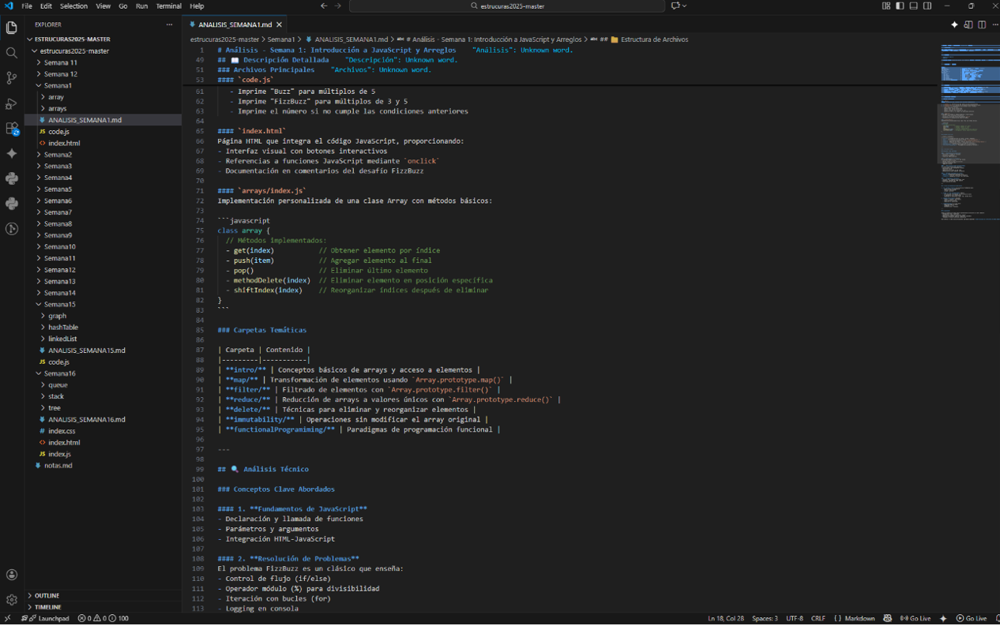 File Edit Selection View Go Run Terminal Help
estrucuras2025-master
EXPLORER
ESTRUCURAS2025-MASTER
estrucuras2025-master
Semana 11
Semana 12
Semana1
array
arrays
ANALISIS_SEMANA1.md
JS code.js
<> index.html
Semana2
Semana3
Semana4
Semana5
Semana6
Semana7
Semana8
Semana9
Semana10
Semana11
Semana12
Semana13
Semana14
Semana15
graph
hashTable
linkedList
ANALISIS_SEMANA15.md
JS code.js
Semana16
queue
stack
tree
ANALISIS_SEMANA16.md
# index.css
<> index.html
JS index.js
notas.md
OUTLINE
TIMELINE
ANALISIS_SEMANA1.md
estrucuras2025-master > Semana1 > ANALISIS_SEMANA1.md > abc # Análisis - Semana 1: Introducción a JavaScript y Arreglos > abc ## 📁 Estructura de Archivos
1 # Análisis - Semana 1: Introducción a JavaScript y Arreglos "Análisis": Unknown word.
49 ## 📖 Descripción Detallada "Descripción": Unknown word.
51 ### Archivos Principales "Archivos": Unknown word.
53 #### `code.js`
61 - Imprime "Buzz" para múltiplos de 5
62 - Imprime "FizzBuzz" para múltiplos de 3 y 5
63 - Imprime el número si no cumple las condiciones anteriores
64
65 #### `index.html`
66 Página HTML que integra el código JavaScript, proporcionando:
67 - Interfaz visual con botones interactivos
68 - Referencias a funciones JavaScript mediante `onclick`
69 - Documentación en comentarios del desafío FizzBuzz
70
71 #### `arrays/index.js`
72 Implementación personalizada de una clase Array con métodos básicos:
73
74 ```javascript
75 class array {
76 // Métodos implementados:
77 - get(index) // Obtener elemento por índice
78 - push(item) // Agregar elemento al final
79 - pop() // Eliminar último elemento
80 - methodDelete(index) // Eliminar elemento en posición específica
81 - shiftIndex(index) // Reorganizar índices después de eliminar
82 }
83 ```
84
85 ### Carpetas Temáticas
86
87 | Carpeta | Contenido |
88 |---------|-----------|
89 | **intro/** | Conceptos básicos de arrays y acceso a elementos |
90 | **map/** | Transformación de elementos usando `Array.prototype.map()` |
91 | **filter/** | Filtrado de elementos con `Array.prototype.filter()` |
92 | **reduce/** | Reducción de arrays a valores únicos con `Array.prototype.reduce()` |
93 | **delete/** | Técnicas para eliminar y reorganizar elementos |
94 | **immutability/** | Operaciones sin modificar el array original |
95 | **functionalPrograming/** | Paradigmas de programación funcional |
96
97 ---
98
99 ## 🔍 Análisis Técnico
100
101 ### Conceptos Clave Abordados
102
103 #### 1. **Fundamentos de JavaScript**
104 - Declaración y llamada de funciones
105 - Parámetros y argumentos
106 - Integración HTML-JavaScript
107
108 #### 2. **Resolución de Problemas**
109 El problema FizzBuzz es un clásico que enseña:
110 - Control de flujo (if/else)
111 - Operador módulo (%) para divisibilidad
112 - Iteración con bucles (for)
113 - Logging en consola
Launchpad 0 0 100 Ln 18, Col 28 Spaces: 3 UTF-8 CRLF { } Markdown Go Live Go Live